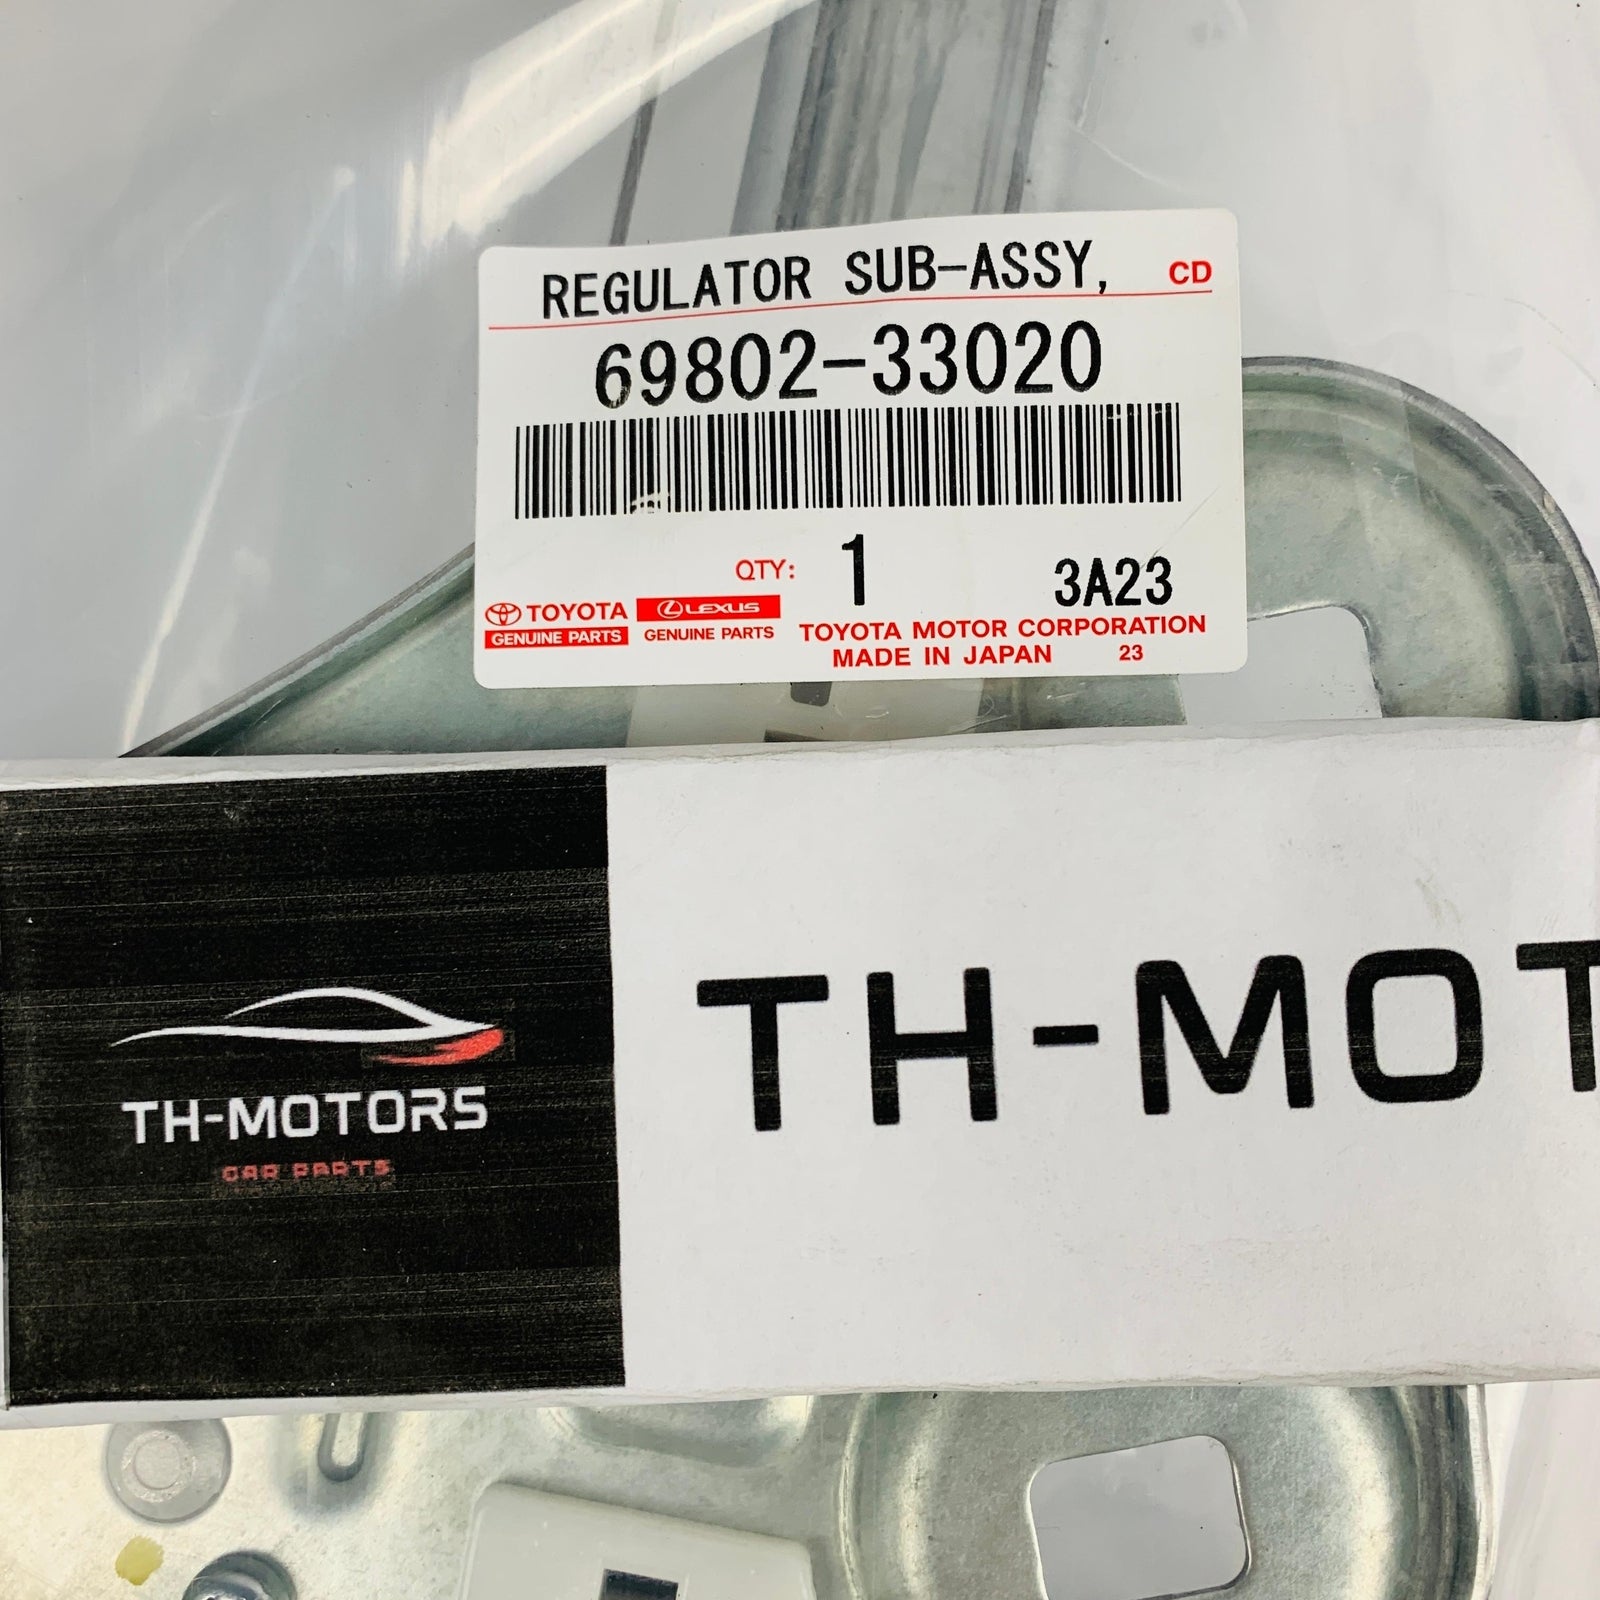 REGULATOR SUB-ASSY, CD
69802-33020
QTY: 1 3A23
TOYOTA LEXUS
GENUINE PARTS GENUINE PARTS
TOYOTA MOTOR CORPORATION
MADE IN JAPAN 23
TH-MOT
TH-MOTORS
CAR PARTS